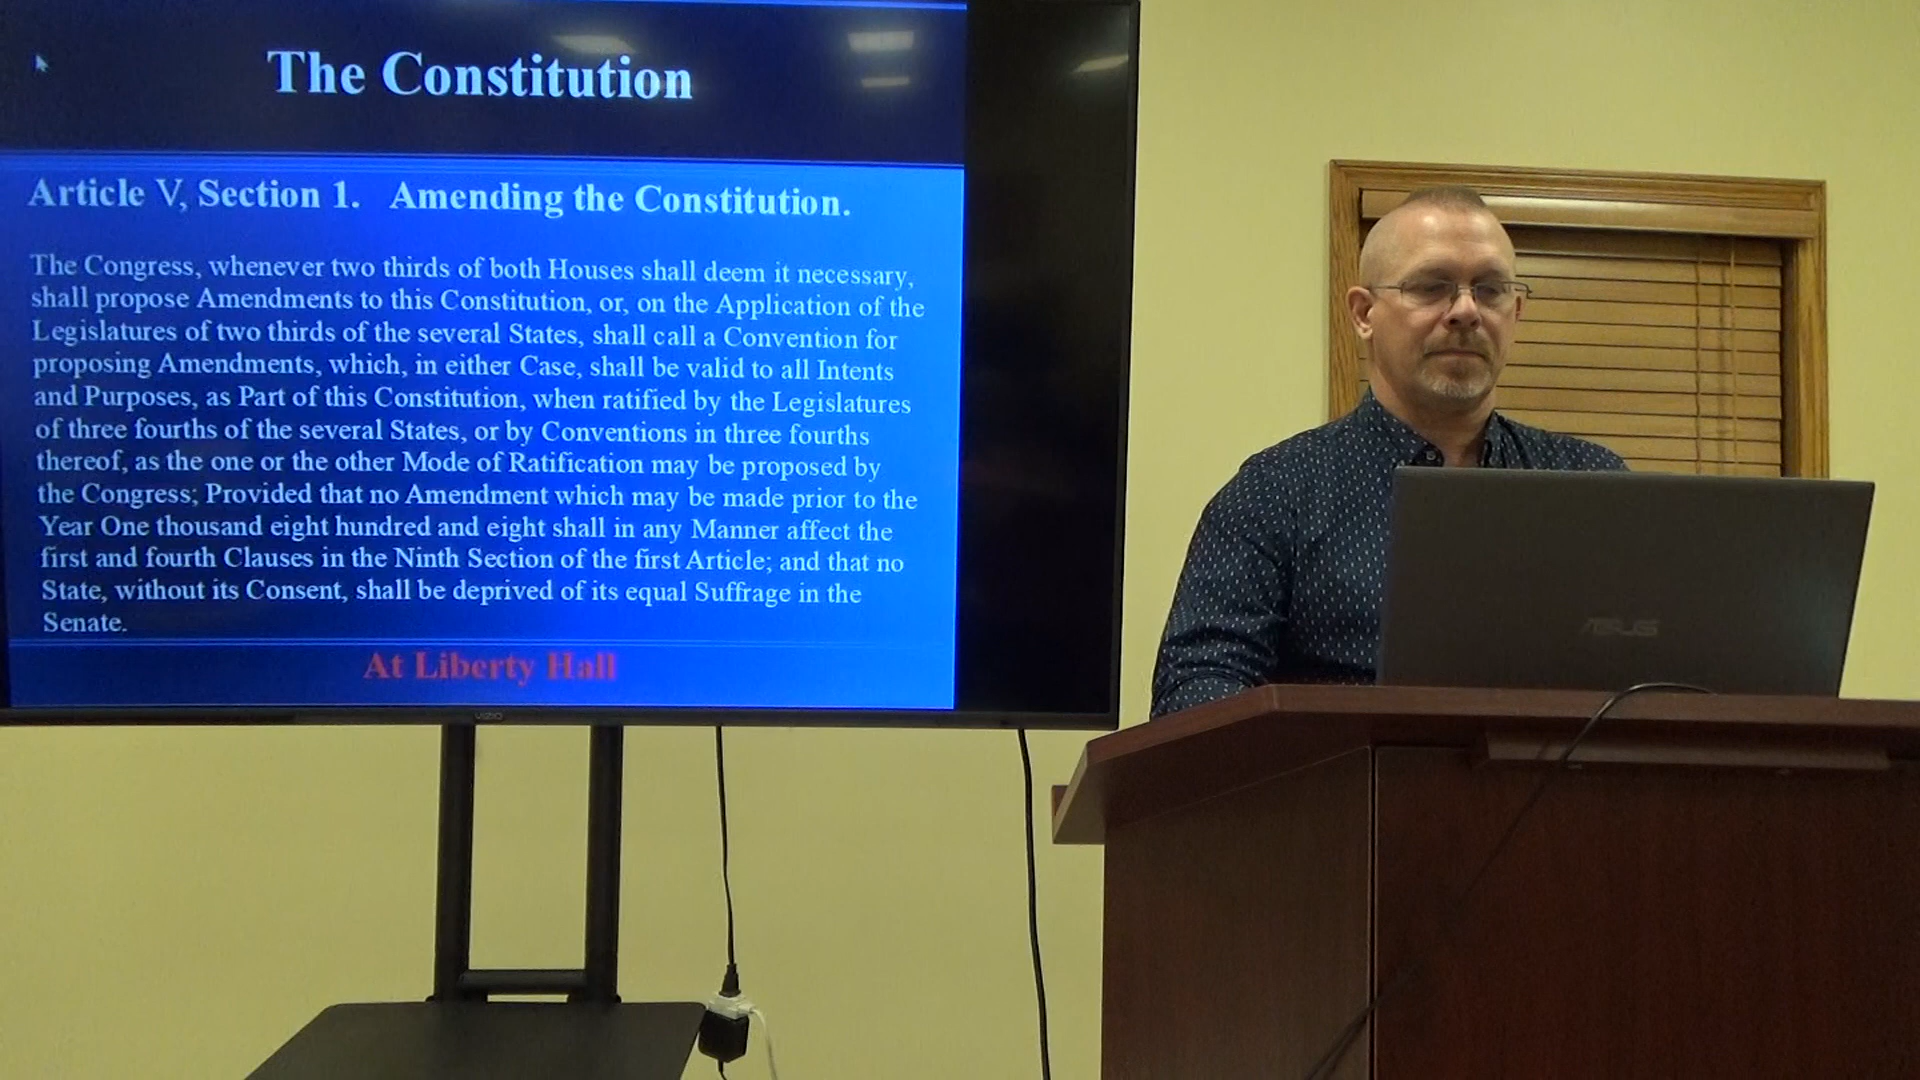 The Constitution
Article V, Section 1. Amending the Constitution.
The Congress, whenever two thirds of both Houses shall deem it necessary,
shall propose Amendments to this Constitution, or, on the Application of the
Legislatures of two thirds of the several States, shall call a Convention for
proposing Amendments, which, in either Case, shall be valid to all Intents
and Purposes, as Part of this Constitution, when ratified by the Legislatures
of three fourths of the several States, or by Conventions in three fourths
thereof, as the one or the other Mode of Ratification may be proposed by
the Congress; Provided that no Amendment which may be made prior to the
Year One thousand eight hundred and eight shall in any Manner affect the
first and fourth Clauses in the Ninth Section of the first Article; and that no
State, without its Consent, shall be deprived of its equal Suffrage in the
Senate.
At Liberty Hall
VIZIO
ASUS